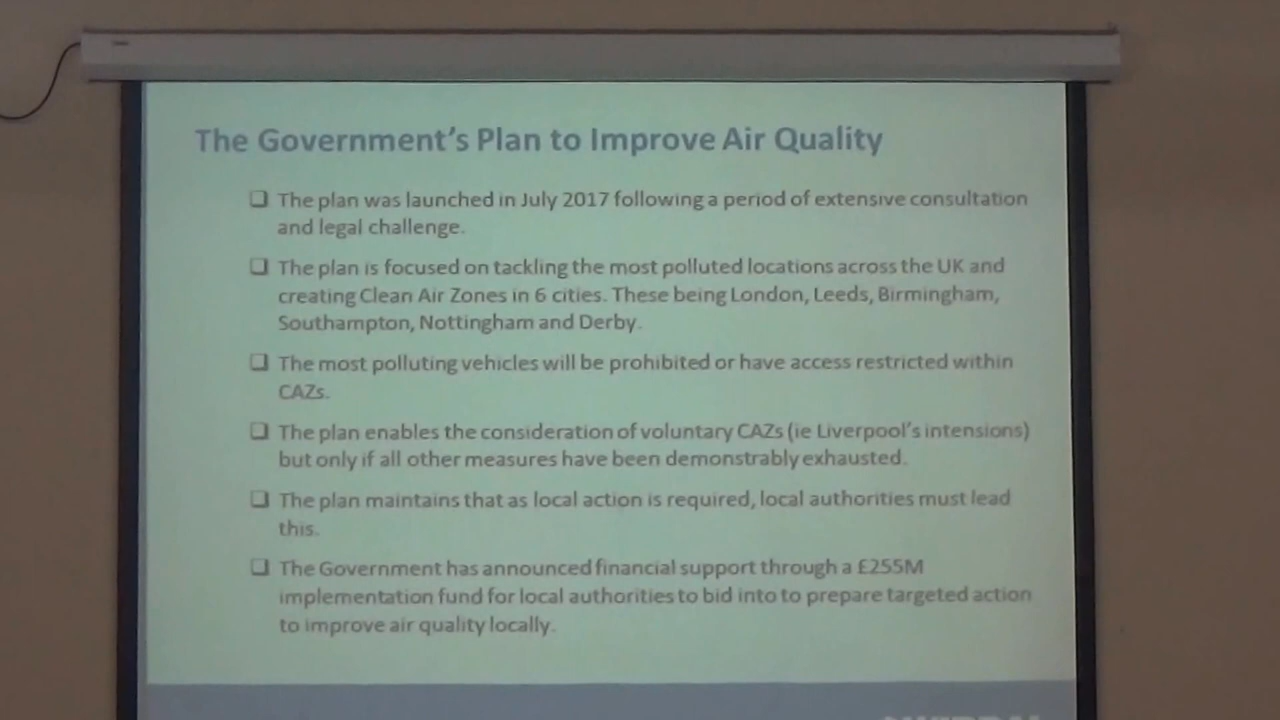 The Government's Plan to Improve Air Quality
❑ The plan was launched in July 2017 following a period of extensive consultation
and legal challenge.
❑ The plan is focused on tackling the most polluted locations across the UK and
creating Clean Air Zones in 6 cities. These being London, Leeds, Birmingham,
Southampton, Nottingham and Derby.
❑ The most polluting vehicles will be prohibited or have access restricted within
CAZs.
❑ The plan enables the consideration of voluntary CAZs (ie Liverpool's intensions)
but only if all other measures have been demonstrably exhausted.
❑ The plan maintains that as local action is required, local authorities must lead
this.
❑ The Government has announced financial support through a £255M
implementation fund for local authorities to bid into to prepare targeted action
to improve air quality locally.